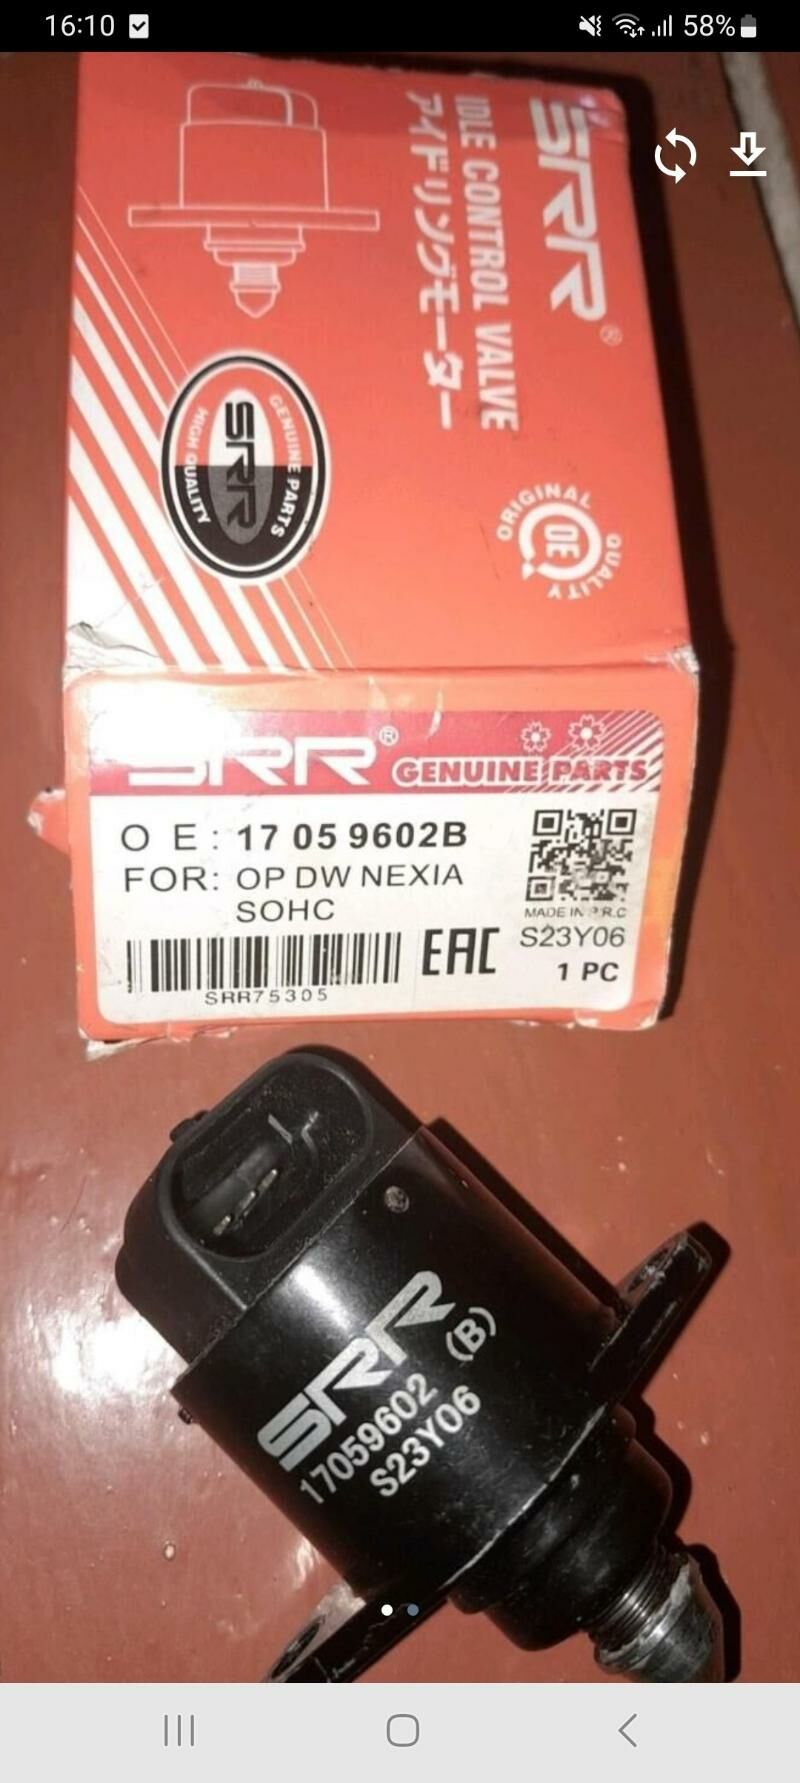 16:10
58%
SRR®
IDLE CONTROL VALVE
アイドリングモーター
GENUINE PARTS
SRR
HIGH QUALITY
ORIGINAL
OE
QUALITY
SRR®
GENUINE PARTS
O E: 17 05 9602B
FOR: OP DW NEXIA
SOHC
MADE IN P.R.C
S23Y06
EAC
1 PC
SRR75305
SRR
17059602 (B)
S23Y06